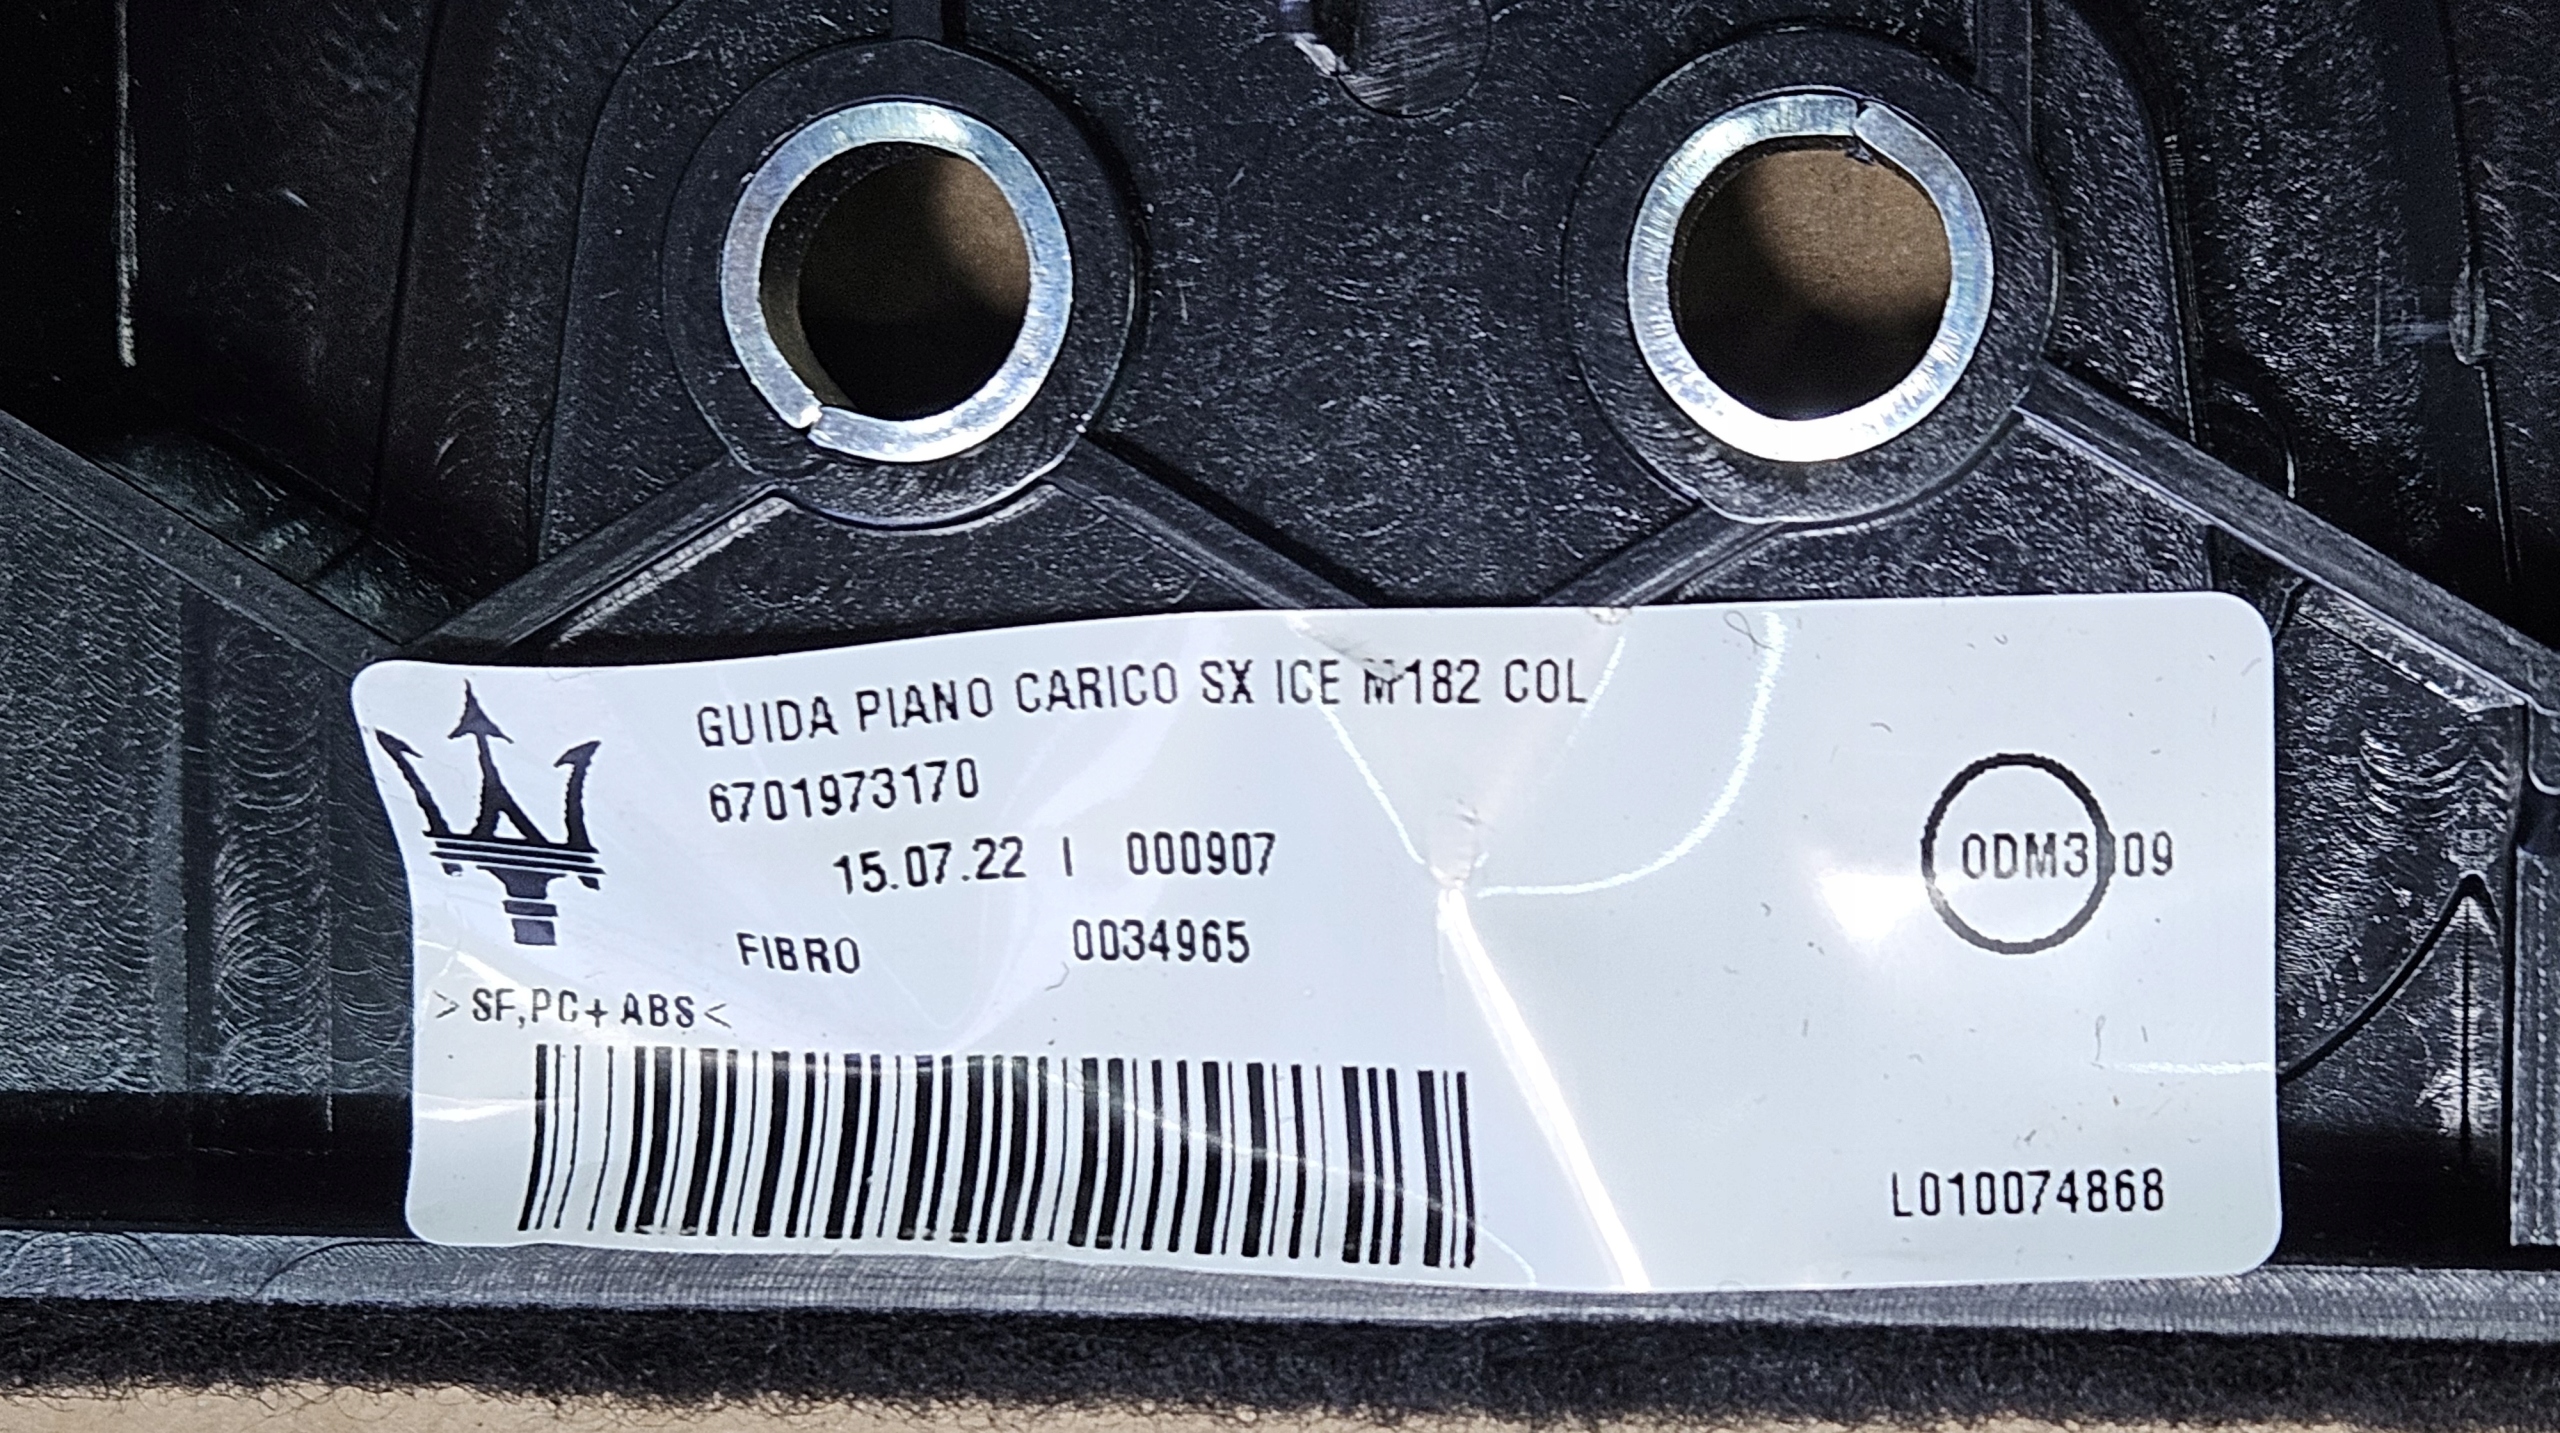 GUIDA PIANO CARICO SX ICE M182 COL
6701973170
15.07.22 I 000907
0DM3 09
FIBRO 0034965
>SF,PC+ABS<
L010074868